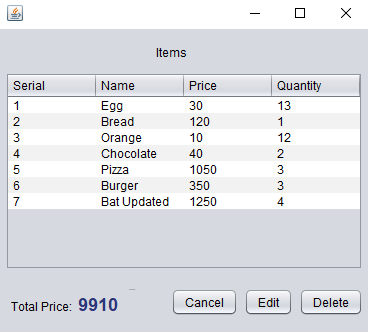 Items
Serial Name Price Quantity
1 Egg 30 13
2 Bread 120 1
3 Orange 10 12
4 Chocolate 40 2
5 Pizza 1050 3
6 Burger 350 3
7 Bat Updated 1250 4
Total Price: 9910 Cancel Edit Delete